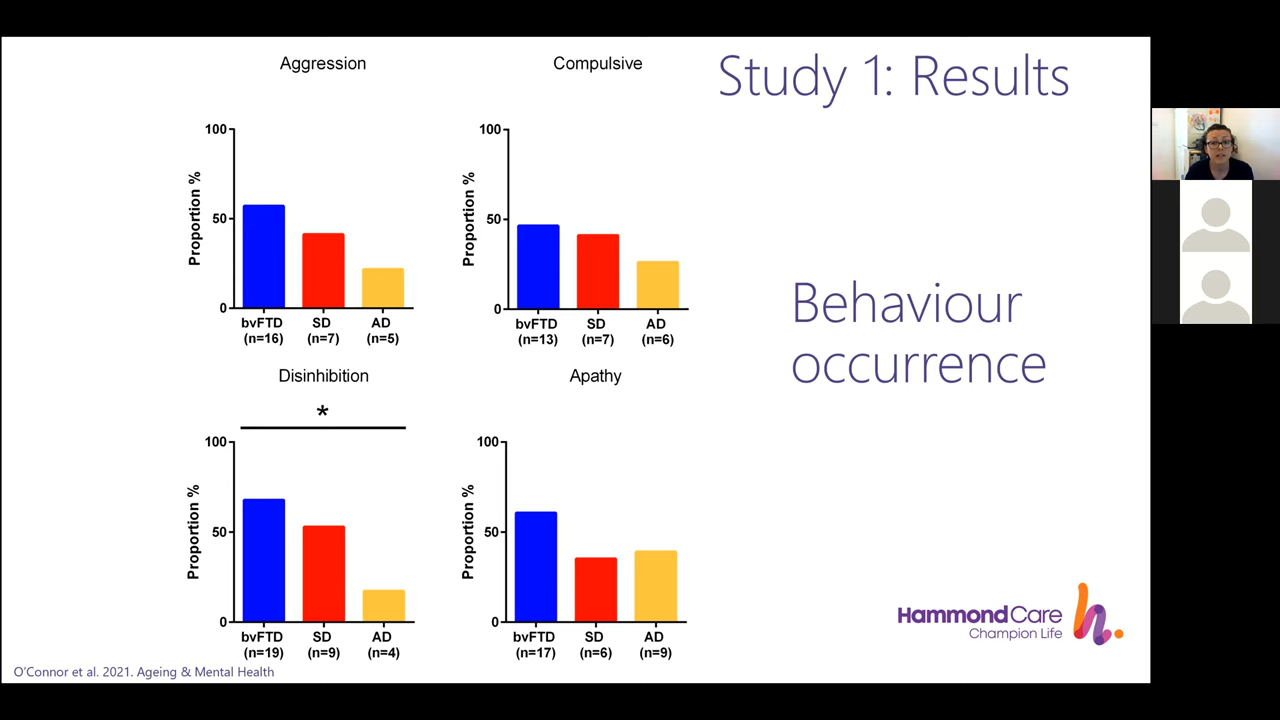 Study 1: Results
Aggression
100
50
0
Proportion %
bvFTD
(n=16)
SD
(n=7)
AD
(n=5)
Compulsive
100
50
0
Proportion %
bvFTD
(n=13)
SD
(n=7)
AD
(n=6)
Behaviour
occurrence
Disinhibition
*
100
50
0
Proportion %
bvFTD
(n=19)
SD
(n=9)
AD
(n=4)
Apathy
100
50
0
Proportion %
bvFTD
(n=17)
SD
(n=6)
AD
(n=9)
HammondCare
Champion Life
O'Connor et al. 2021. Ageing & Mental Health